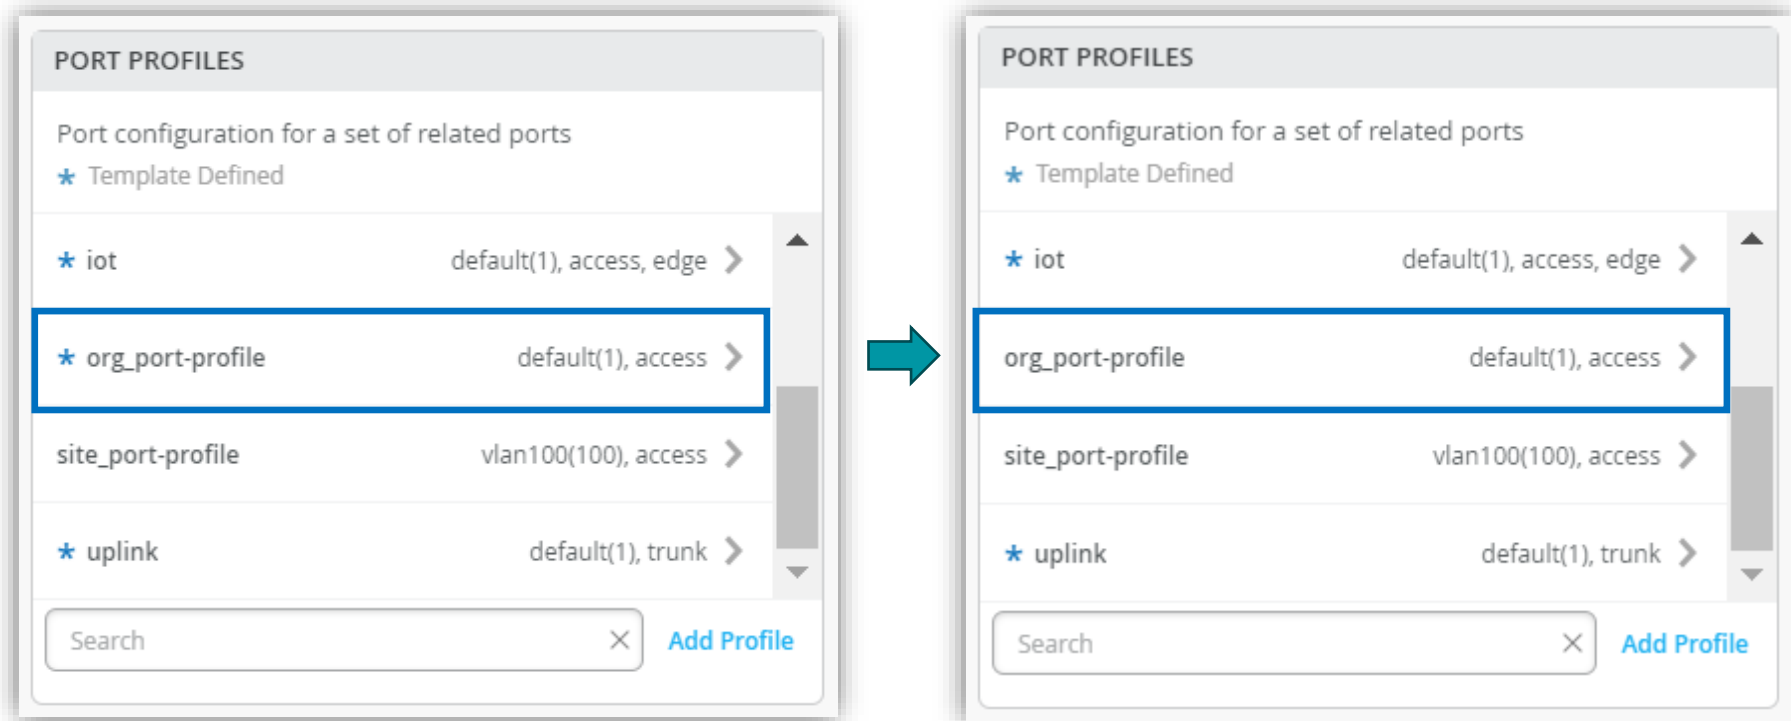 PORT PROFILES
Port configuration for a set of related ports
* Template Defined
* iot default(1), access, edge
* org_port-profile default(1), access
site_port-profile vlan100(100), access
* uplink default(1), trunk
Search Add Profile
PORT PROFILES
Port configuration for a set of related ports
* Template Defined
* iot default(1), access, edge
org_port-profile default(1), access
site_port-profile vlan100(100), access
* uplink default(1), trunk
Search Add Profile